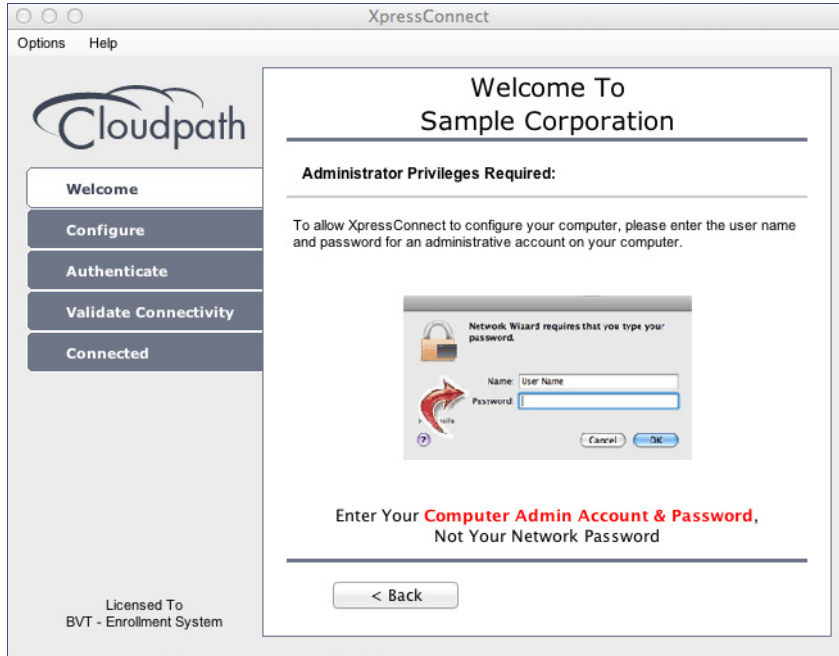 XpressConnect
Options Help
Cloudpath
Welcome
Configure
Authenticate
Validate Connectivity
Connected
Licensed To
BVT - Enrollment System
Welcome To
Sample Corporation
Administrator Privileges Required:
To allow XpressConnect to configure your computer, please enter the user name
and password for an administrative account on your computer.
Network Wizard requires that you type your
password.
Name: User Name
Password:
?
Cancel OK
Enter Your Computer Admin Account & Password,
Not Your Network Password
< Back